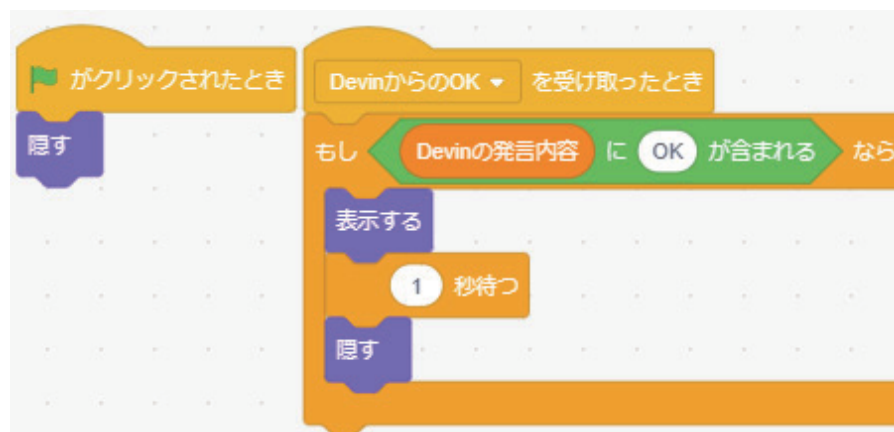 がクリックされたとき
隠す
DevinからのOK を受け取ったとき
もし Devinの発言内容 に OK が含まれる なら
表示する
1 秒待つ
隠す